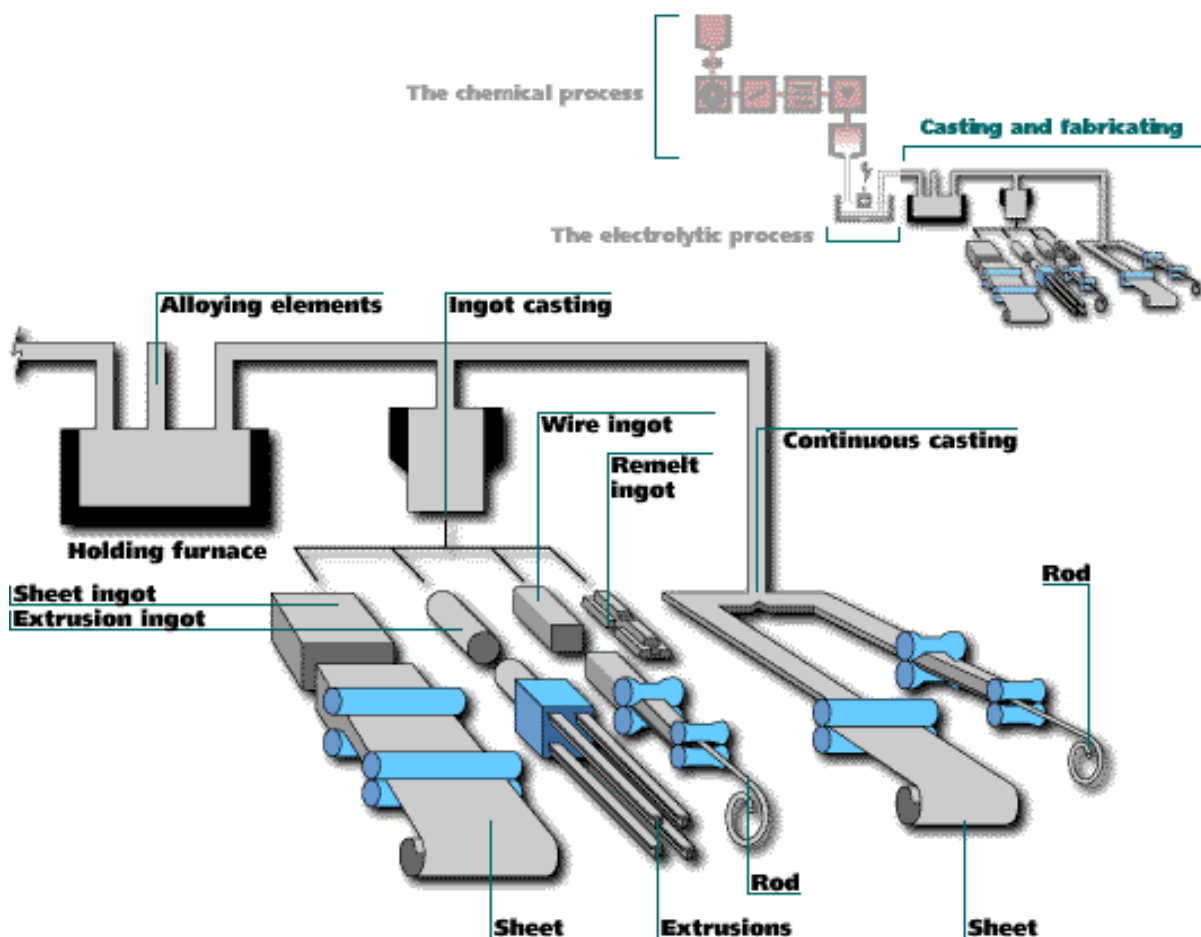 The chemical process
Casting and fabricating
The electrolytic process
Alloying elements
Ingot casting
Wire ingot
Continuous casting
Remelt
ingot
Holding furnace
Rod
Sheet ingot
Extrusion ingot
Rod
Sheet
Extrusions
Sheet